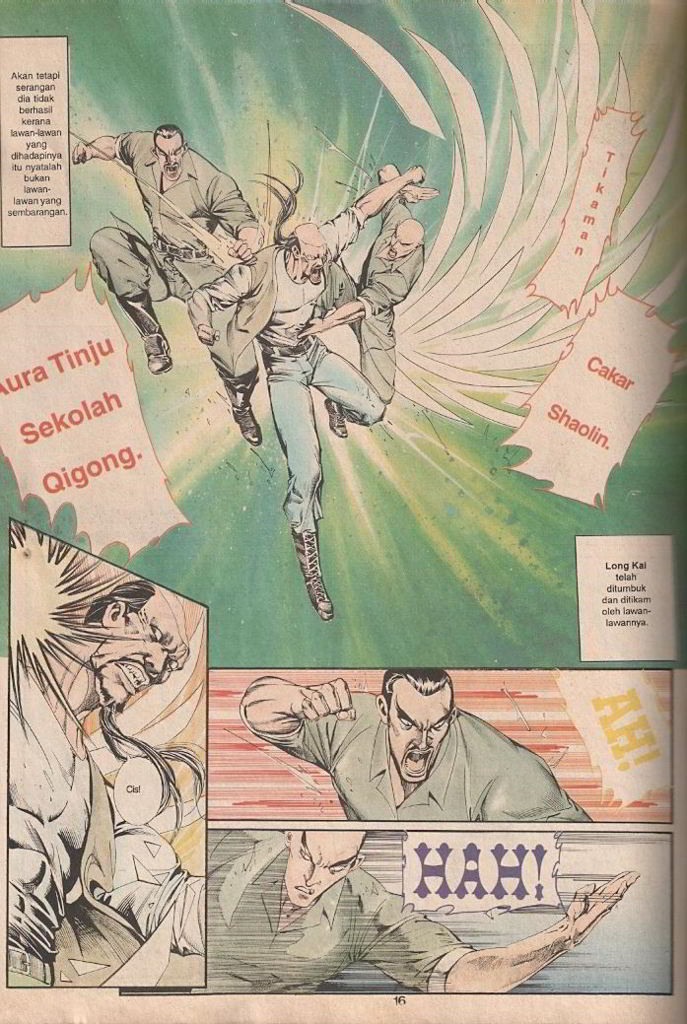 Akan tetapi
serangan
dia tidak
berhasil
kerana
lawan-lawan
yang
dihadapinya
itu nyatalah
bukan
lawan-
lawan yang
sembarangan.
Tikaman
Cakar
Shaolin.
Aura Tinju
Sekolah
Qigong.
Long Kai
telah
ditumbuk
dan ditikam
oleh lawan-
lawannya.
Cis!
AH!
HAH!
16